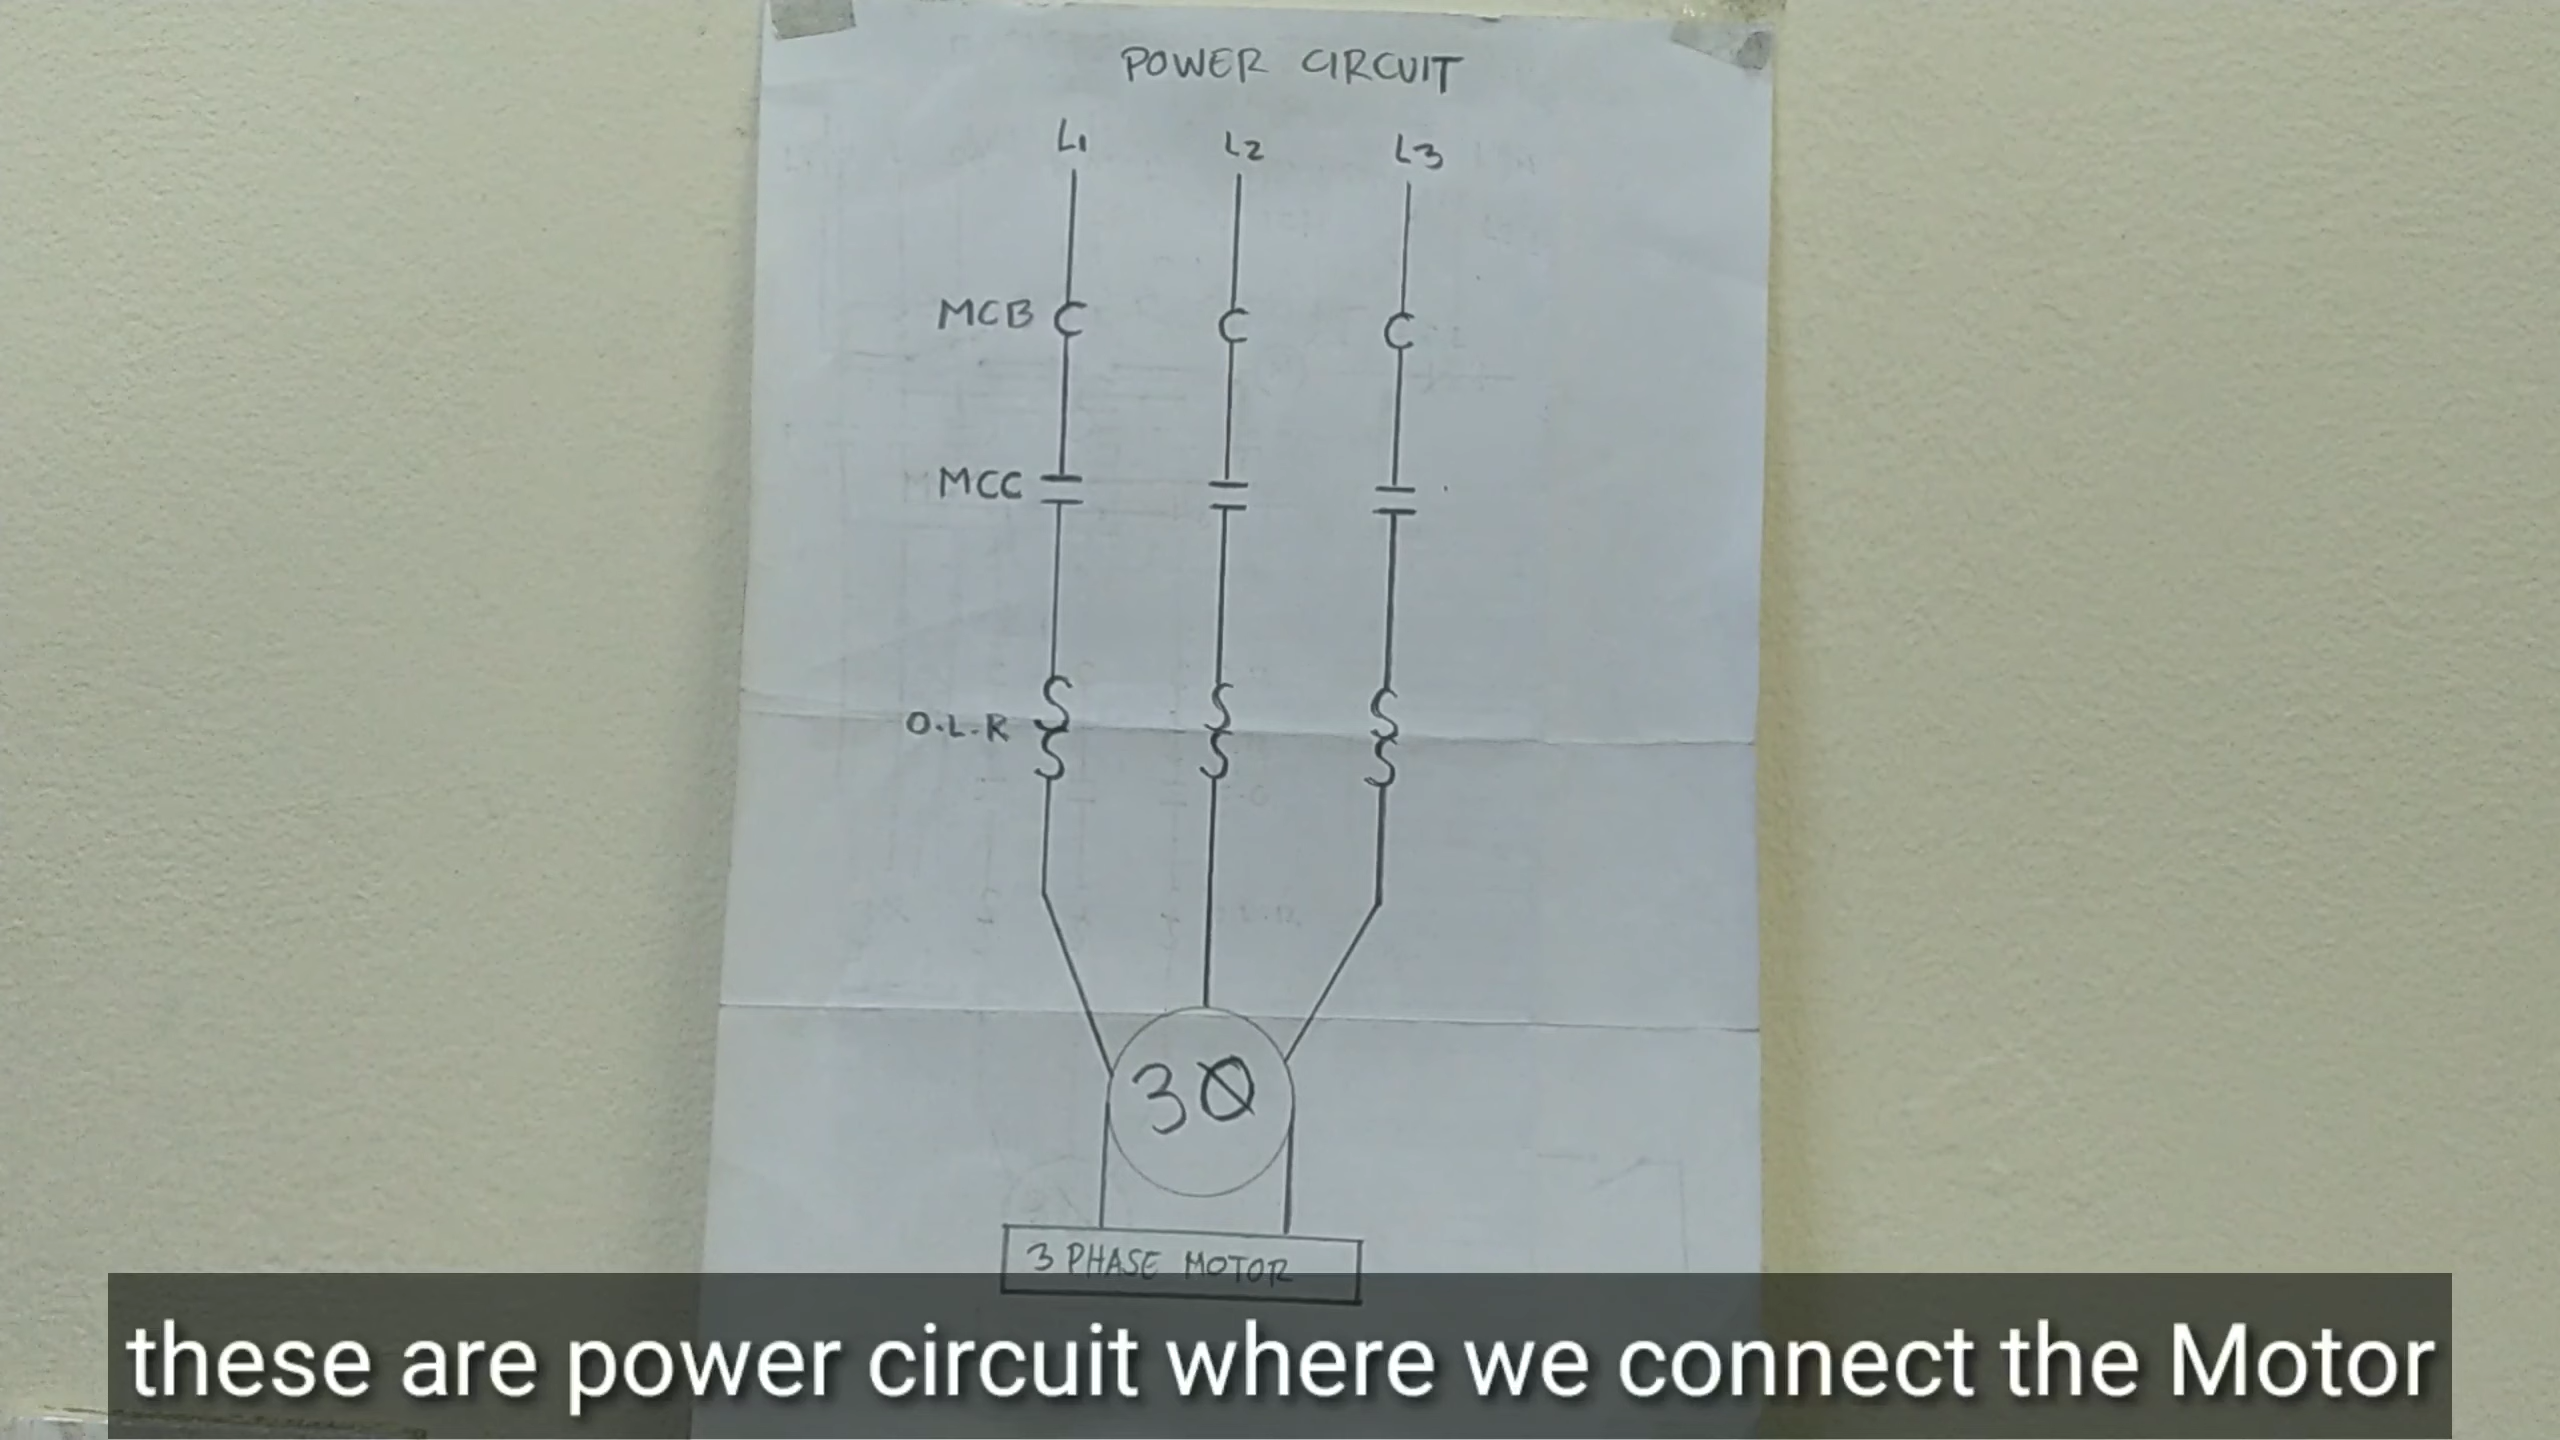 POWER CIRCUIT
L1 L2 L3
MCB
MCC
O.L.R
3Ø
3 PHASE MOTOR
these are power circuit where we connect the Motor